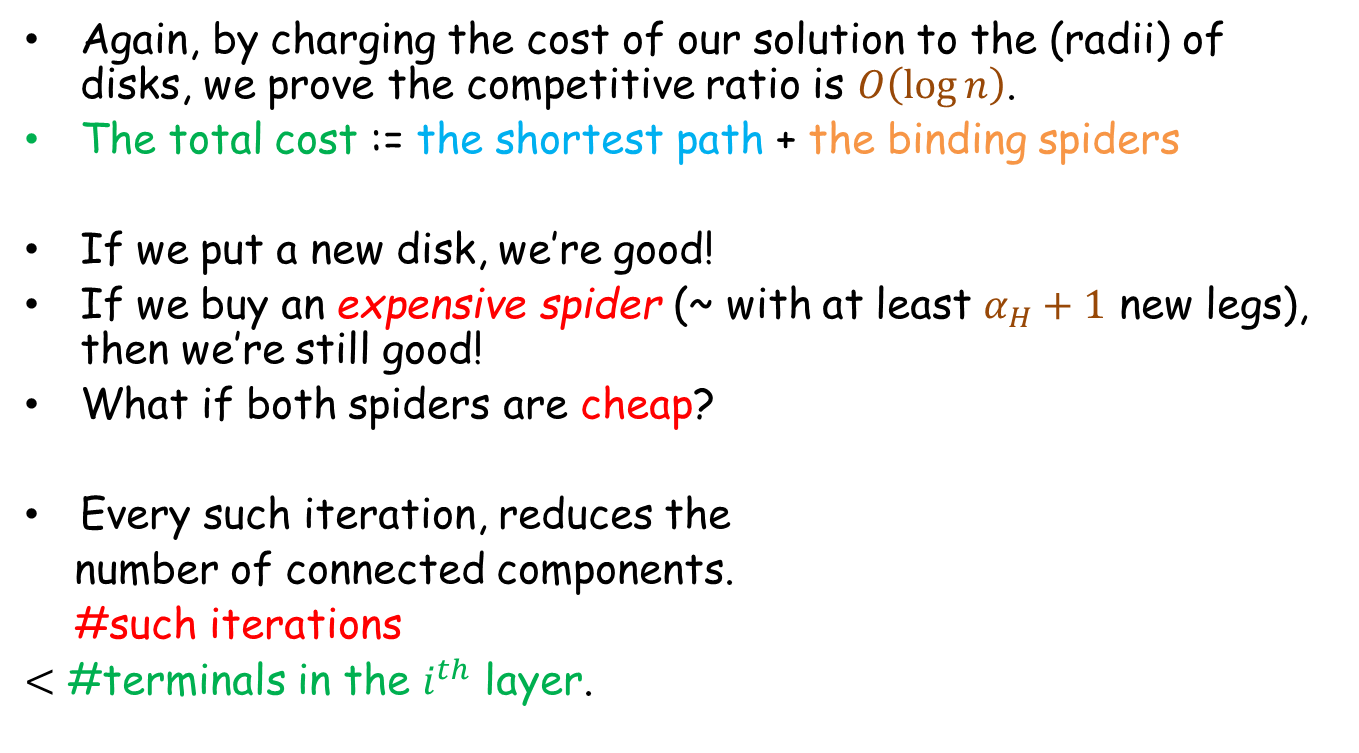 • Again, by charging the cost of our solution to the (radii) of
disks, we prove the competitive ratio is O(log n).
• The total cost := the shortest path + the binding spiders
• If we put a new disk, we’re good!
• If we buy an expensive spider (~ with at least α_H + 1 new legs),
then we’re still good!
• What if both spiders are cheap?
• Every such iteration, reduces the
number of connected components.
#such iterations
< #terminals in the i^{th} layer.